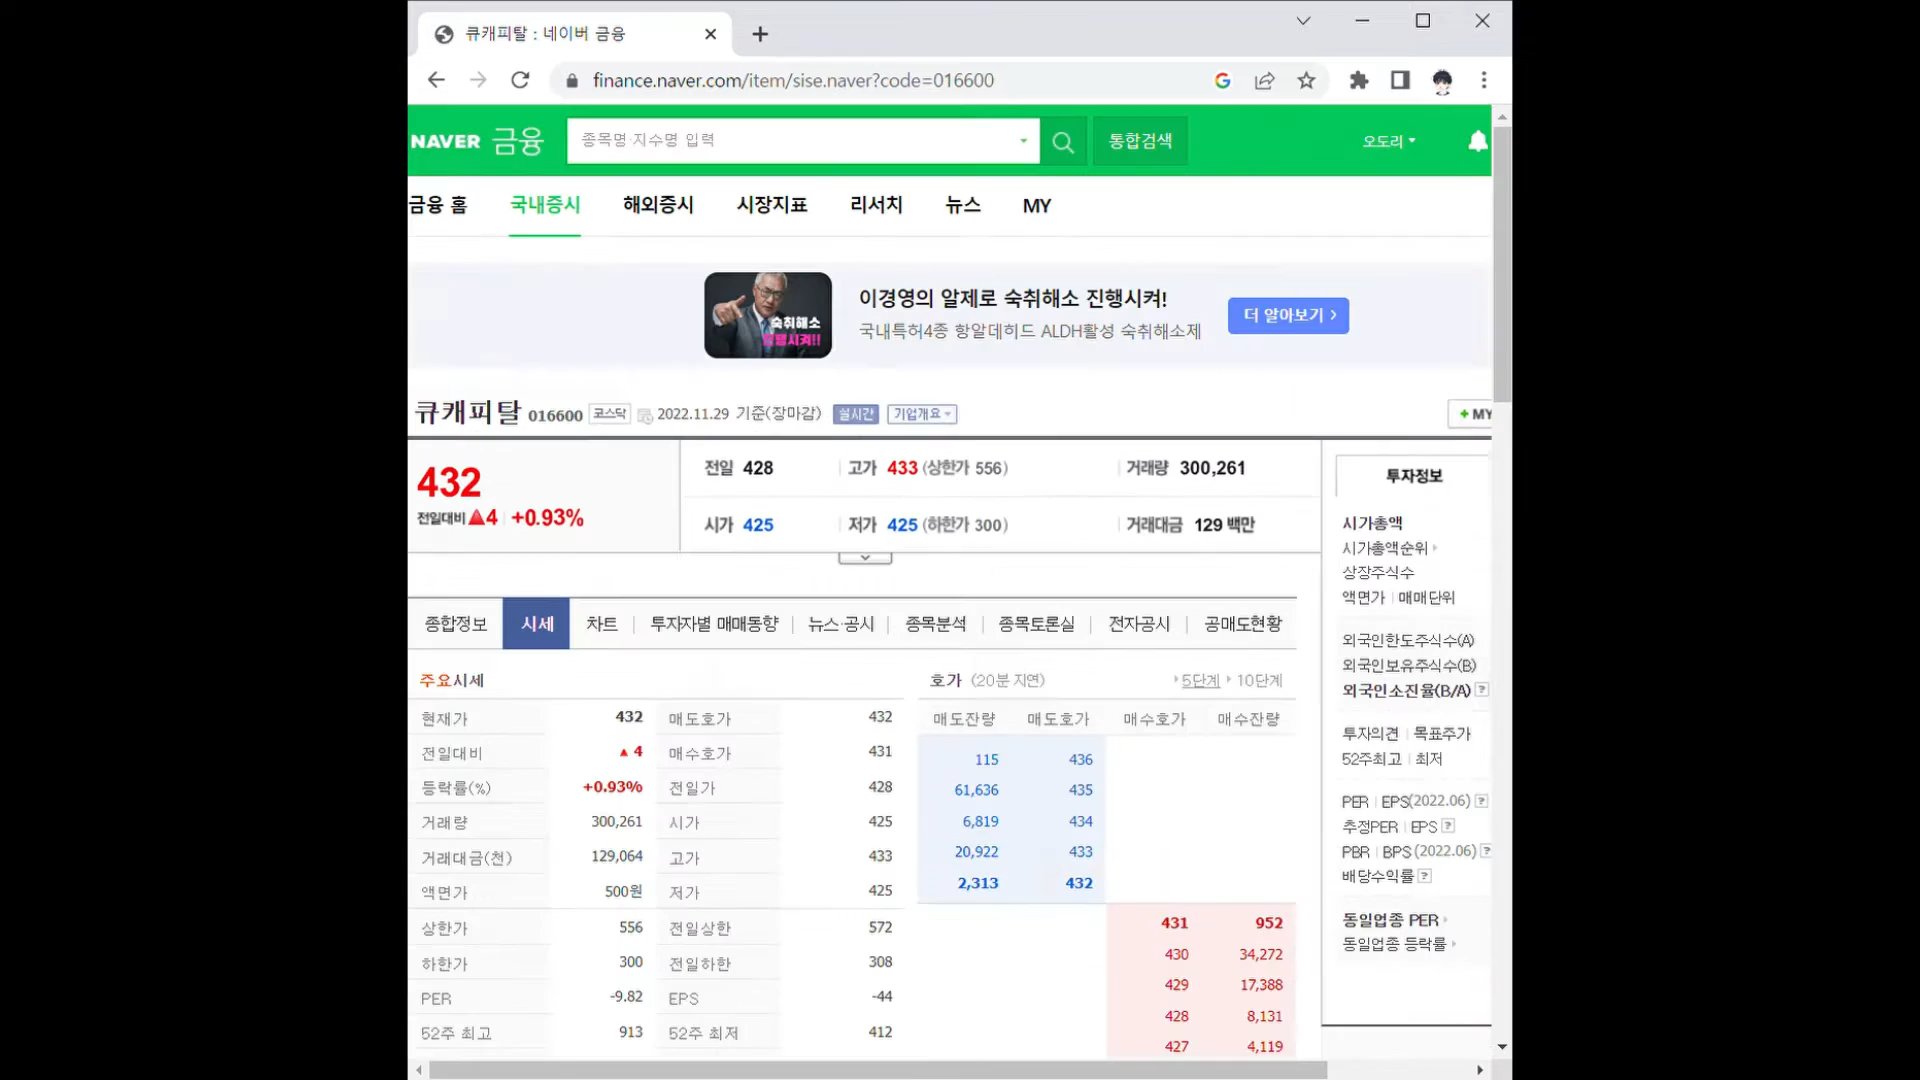 큐캐피탈 : 네이버 금융
finance.naver.com/item/sise.naver?code=016600
NAVER 금융
종목명·지수명 입력
통합검색
오도리
금융 홈 국내증시 해외증시 시장지표 리서치 뉴스 MY
숙취해소
진행시켜!!
이경영의 알제로 숙취해소 진행시켜!
국내특허4종 항알데히드 ALDH활성 숙취해소제
더 알아보기 >
큐캐피탈 016600 코스닥 2022.11.29 기준(장마감) 실시간 기업개요
+ MY
432
전일대비 ▲4 +0.93%
전일 428 고가 433 (상한가 556) 거래량 300,261
시가 425 저가 425 (하한가 300) 거래대금 129 백만
종합정보 시세 차트 투자자별 매매동향 뉴스·공시 종목분석 종목토론실 전자공시 공매도현황
주요시세
현재가 432 매도호가 432
전일대비 ▲ 4 매수호가 431
등락률(%) +0.93% 전일가 428
거래량 300,261 시가 425
거래대금(천) 129,064 고가 433
액면가 500원 저가 425
상한가 556 전일상한 572
하한가 300 전일하한 308
PER -9.82 EPS -44
52주 최고 913 52주 최저 412
호가 (20분 지연) 5단계 10단계
매도잔량 매도호가 매수호가 매수잔량
115 436
61,636 435
6,819 434
20,922 433
2,313 432
431 952
430 34,272
429 17,388
428 8,131
427 4,119
투자정보
시가총액
시가총액순위
상장주식수
액면가 | 매매단위
외국인한도주식수(A)
외국인보유주식수(B)
외국인소진율(B/A) ?
투자의견 | 목표주가
52주최고 | 최저
PER | EPS(2022.06) ?
추정PER | EPS ?
PBR | BPS (2022.06) ?
배당수익률 ?
동일업종 PER
동일업종 등락률